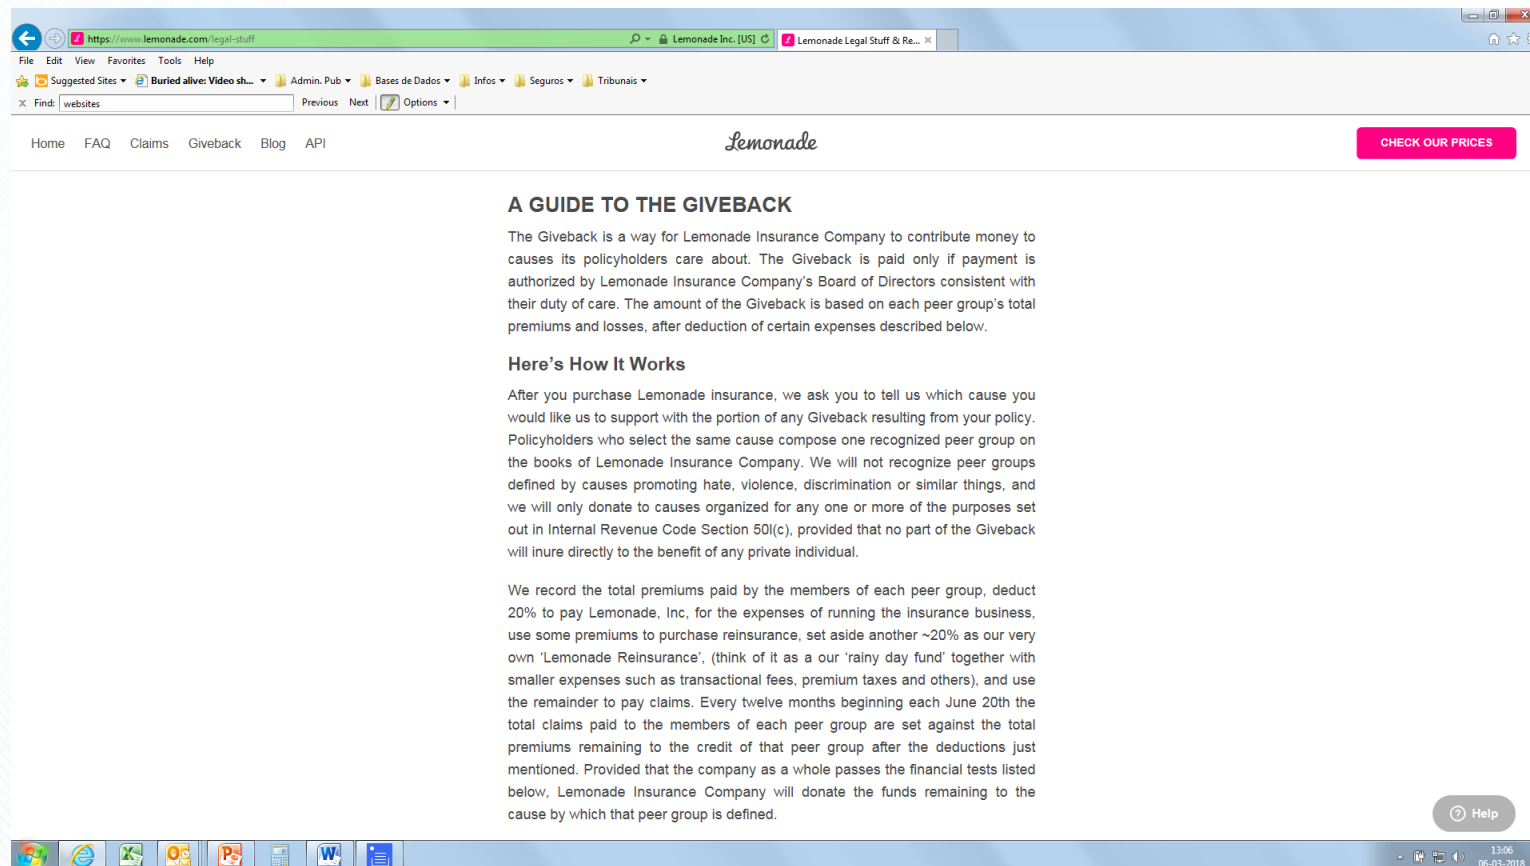 https://www.lemonade.com/legal-stuff
Lemonade Inc. [US]
Lemonade Legal Stuff & Re...
File Edit View Favorites Tools Help
Suggested Sites Buried alive: Video sh... Admin. Pub Bases de Dados Infos Seguros Tribunais
x Find: websites Previous Next Options
Home FAQ Claims Giveback Blog API
Lemonade
CHECK OUR PRICES
A GUIDE TO THE GIVEBACK
The Giveback is a way for Lemonade Insurance Company to contribute money to
causes its policyholders care about. The Giveback is paid only if payment is
authorized by Lemonade Insurance Company's Board of Directors consistent with
their duty of care. The amount of the Giveback is based on each peer group's total
premiums and losses, after deduction of certain expenses described below.
Here's How It Works
After you purchase Lemonade insurance, we ask you to tell us which cause you
would like us to support with the portion of any Giveback resulting from your policy.
Policyholders who select the same cause compose one recognized peer group on
the books of Lemonade Insurance Company. We will not recognize peer groups
defined by causes promoting hate, violence, discrimination or similar things, and
we will only donate to causes organized for any one or more of the purposes set
out in Internal Revenue Code Section 50l(c), provided that no part of the Giveback
will inure directly to the benefit of any private individual.
We record the total premiums paid by the members of each peer group, deduct
20% to pay Lemonade, Inc, for the expenses of running the insurance business,
use some premiums to purchase reinsurance, set aside another ~20% as our very
own 'Lemonade Reinsurance', (think of it as a our 'rainy day fund' together with
smaller expenses such as transactional fees, premium taxes and others), and use
the remainder to pay claims. Every twelve months beginning each June 20th the
total claims paid to the members of each peer group are set against the total
premiums remaining to the credit of that peer group after the deductions just
mentioned. Provided that the company as a whole passes the financial tests listed
below, Lemonade Insurance Company will donate the funds remaining to the
cause by which that peer group is defined.
Help
13:06
06-03-2018